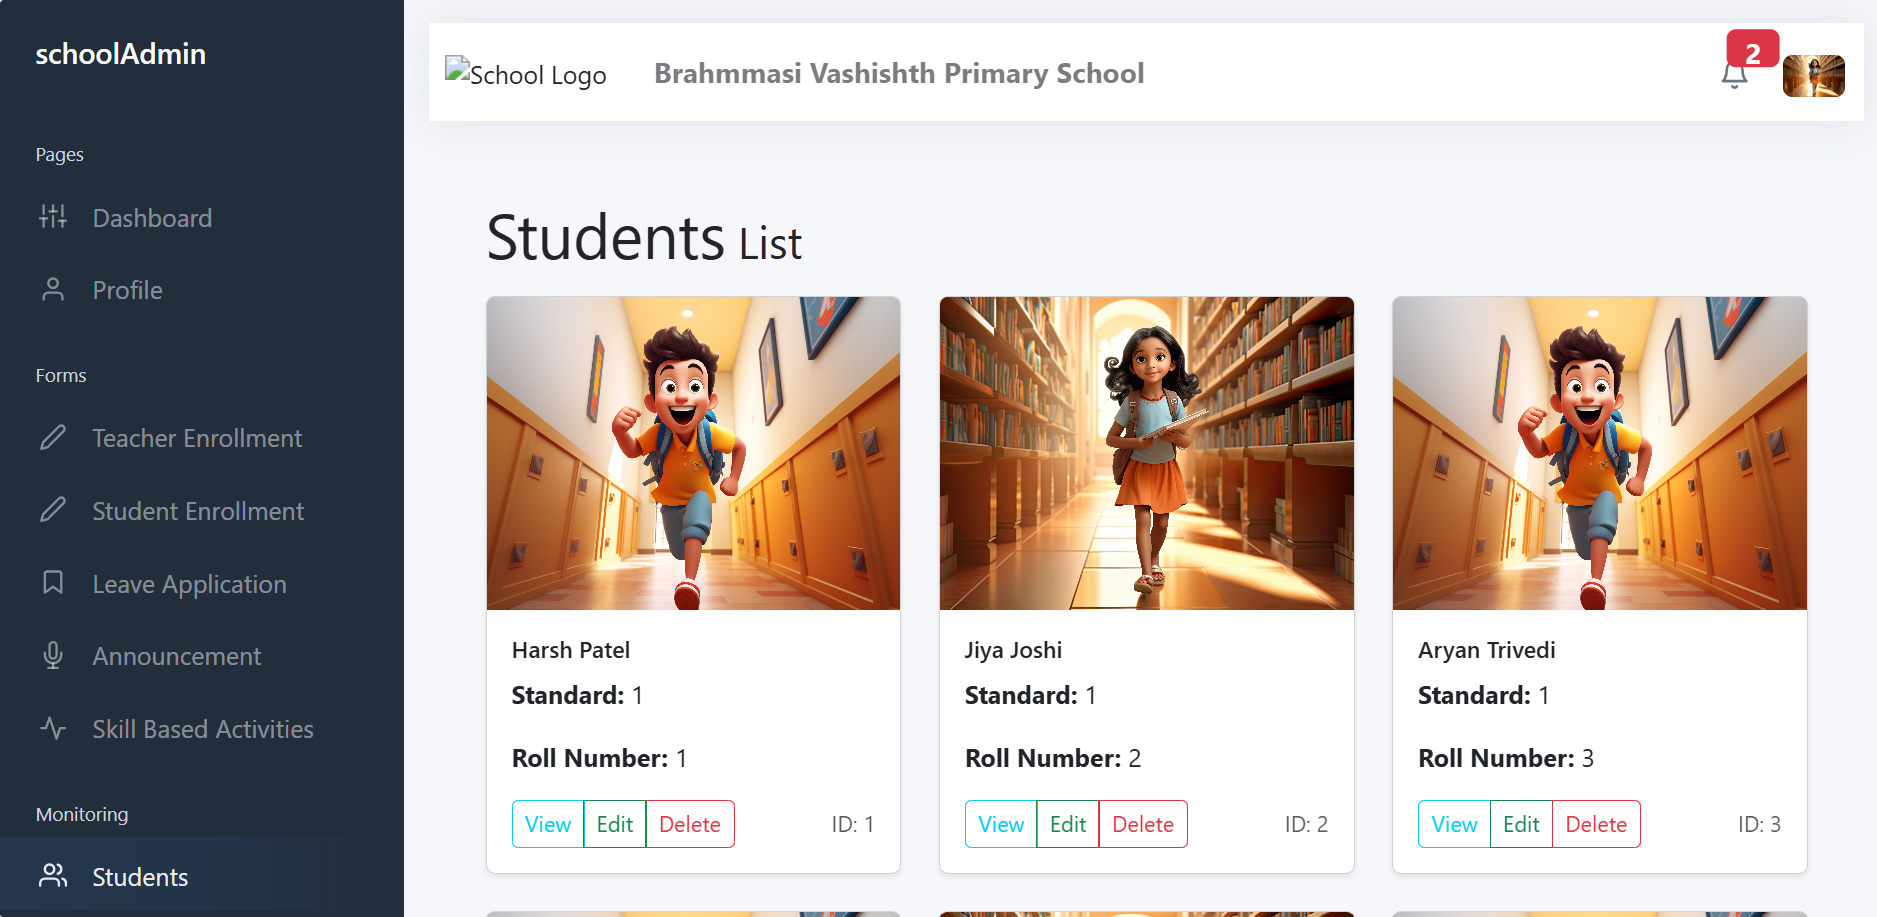 schoolAdmin
Pages
Dashboard
Profile
Forms
Teacher Enrollment
Student Enrollment
Leave Application
Announcement
Skill Based Activities
Monitoring
Students
School Logo
Brahmmasi Vashishth Primary School
2
Students List
Harsh Patel
Standard: 1
Roll Number: 1
View Edit Delete ID: 1
Jiya Joshi
Standard: 1
Roll Number: 2
View Edit Delete ID: 2
Aryan Trivedi
Standard: 1
Roll Number: 3
View Edit Delete ID: 3